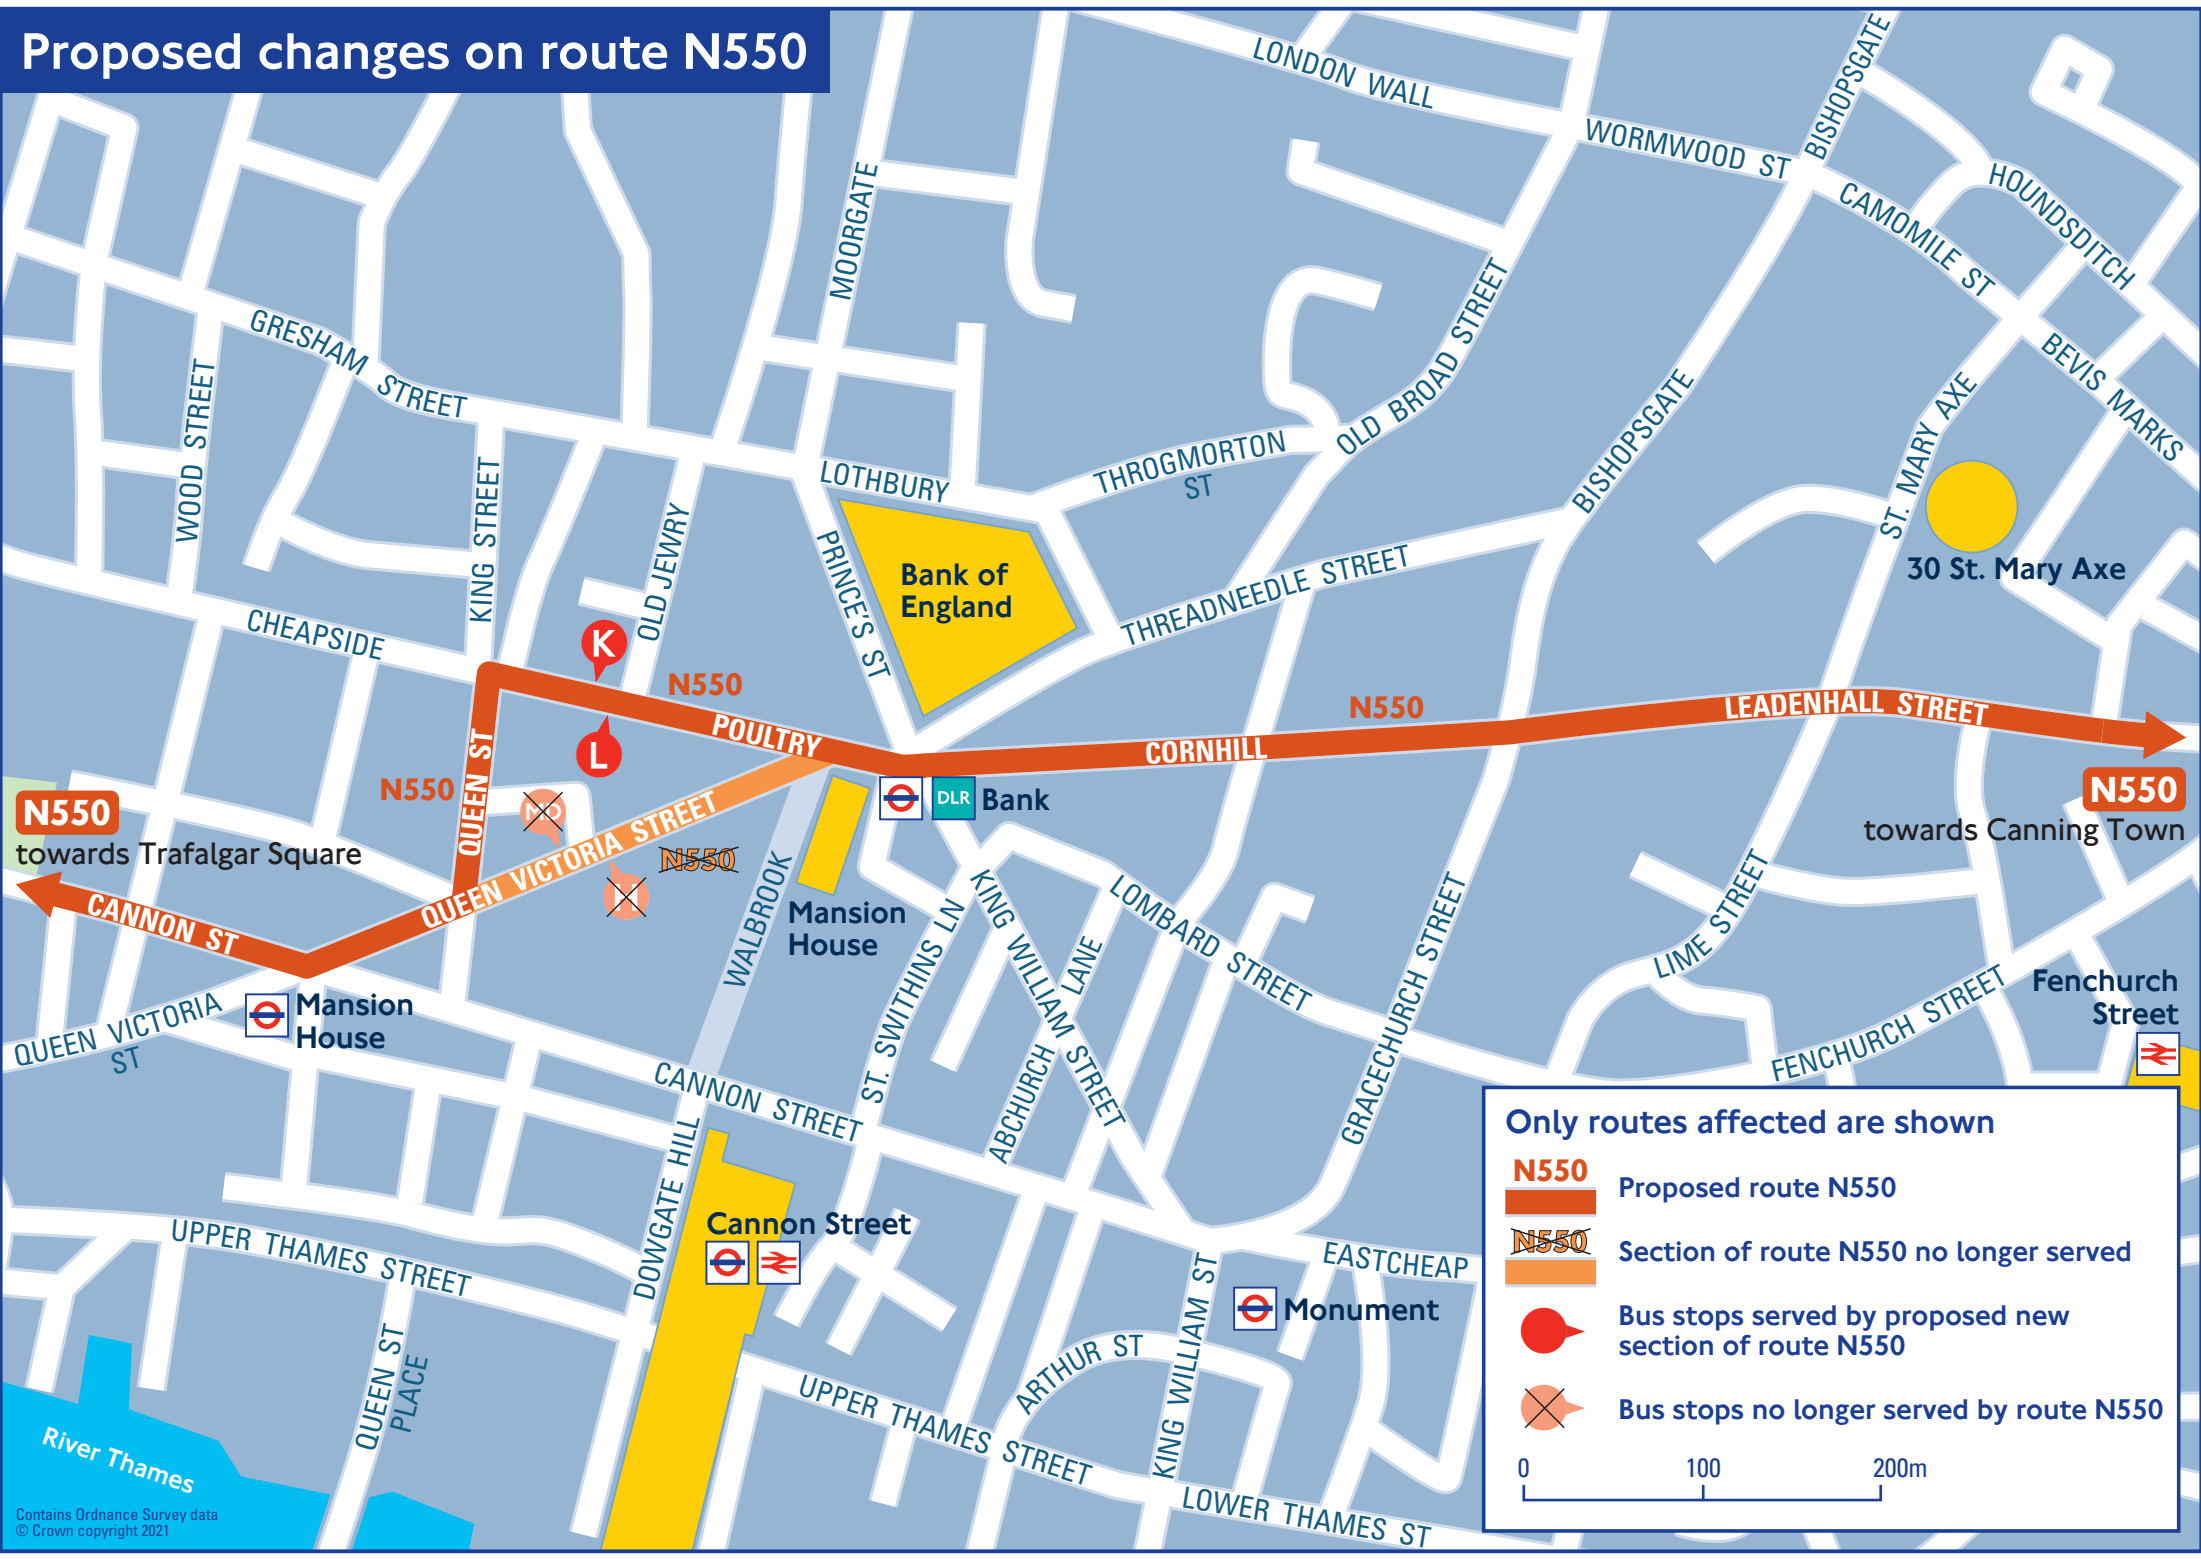 Proposed changes on route N550
LONDON WALL
WORMWOOD ST
BISHOPSGATE
HOUNDSDITCH
CAMOMILE ST
BEVIS MARKS
MOORGATE
GRESHAM STREET
WOOD STREET
KING STREET
OLD JEWRY
LOTHBURY
THROGMORTON
ST
OLD BROAD STREET
BISHOPSGATE
ST. MARY AXE
30 St. Mary Axe
PRINCE'S ST
Bank of
England
THREADNEEDLE STREET
CHEAPSIDE
K
L
N550
POULTRY
N550
CORNHILL
LEADENHALL STREET
N550
towards Canning Town
QUEEN ST
N550
MD
N550
towards Trafalgar Square
CANNON ST
QUEEN VICTORIA STREET
N550
H
DLR
Bank
WALBROOK
Mansion
House
ST. SWITHINS LN
KING WILLIAM STREET
LOMBARD STREET
ABCHURCH LANE
GRACECHURCH STREET
LIME STREET
FENCHURCH STREET
Fenchurch
Street
QUEEN VICTORIA
ST
Mansion
House
CANNON STREET
DOWGATE HILL
Cannon Street
UPPER THAMES STREET
QUEEN ST
PLACE
EASTCHEAP
Monument
KING WILLIAM ST
ARTHUR ST
UPPER THAMES STREET
LOWER THAMES ST
River Thames
Contains Ordnance Survey data
© Crown copyright 2021
Only routes affected are shown
N550
Proposed route N550
N550
Section of route N550 no longer served
Bus stops served by proposed new
section of route N550
Bus stops no longer served by route N550
0 100 200m